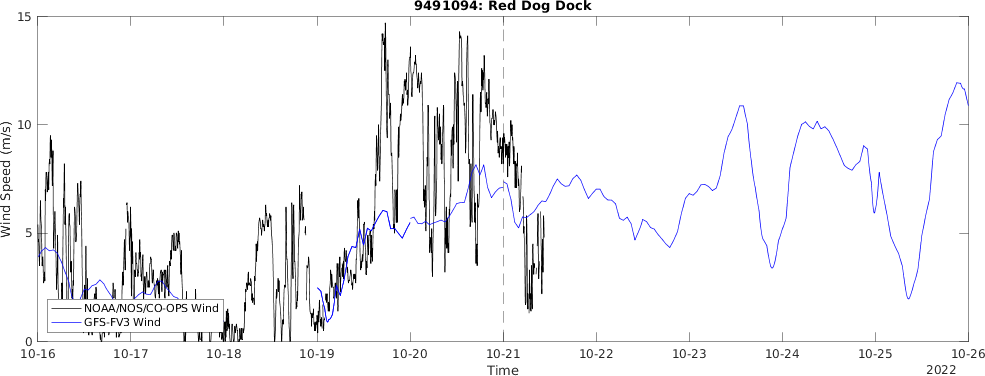 9491094: Red Dog Dock
Wind Speed (m/s)
15
10
5
0
NOAA/NOS/CO-OPS Wind
GFS-FV3 Wind
10-16 10-17 10-18 10-19 10-20 10-21 10-22 10-23 10-24 10-25 10-26
Time
2022